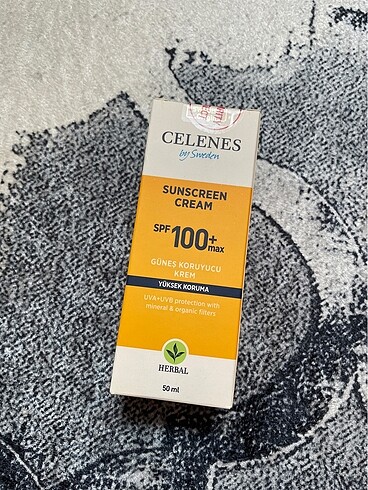 CELENES
by Sweden
SUNSCREEN
CREAM
SPF 100+
max
GÜNEŞ KORUYUCU
KREM
YÜKSEK KORUMA
UVA+UVB protection with
mineral & organic filters
HERBAL
50 ml